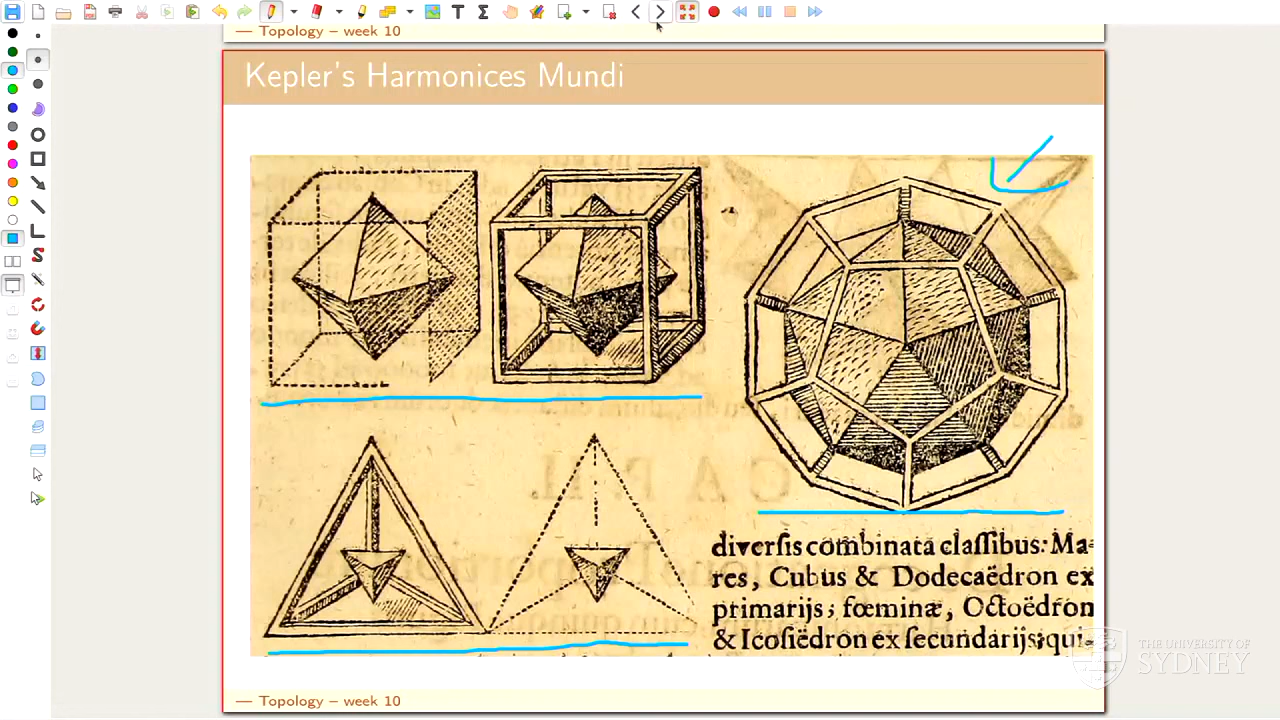 — Topology – week 10
Kepler's Harmonices Mundi
diversis combinata classibus: Ma-
res, Cubus & Dodecaëdron ex
primarijs; fœminæ, Octoëdron
& Icosiëdron ex secundarijs; qui-
THE UNIVERSITY OF
SYDNEY
— Topology – week 10